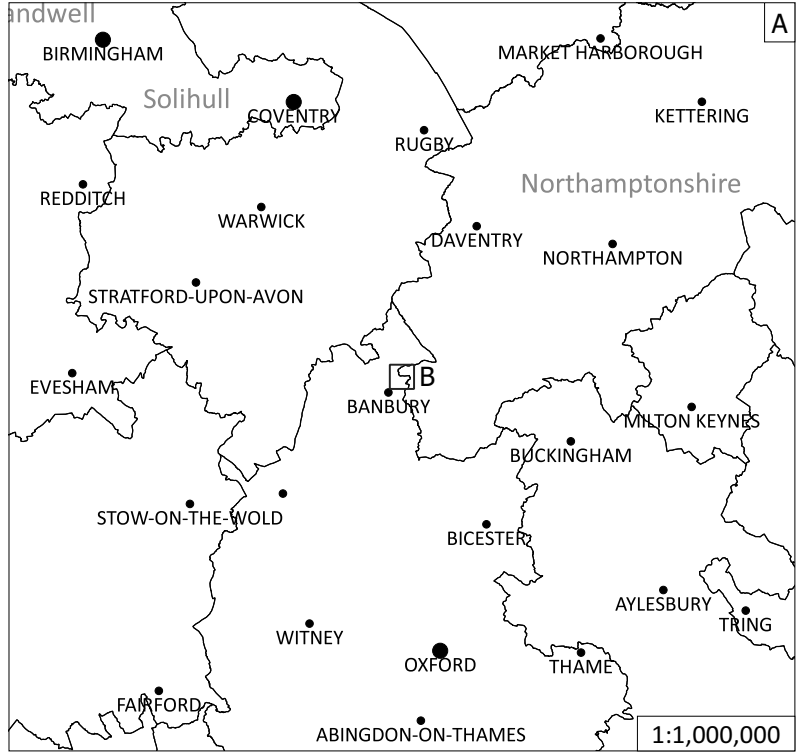 andwell
A
BIRMINGHAM
MARKET HARBOROUGH
Solihull
COVENTRY
KETTERING
RUGBY
Northamptonshire
REDDITCH
WARWICK
DAVENTRY
NORTHAMPTON
STRATFORD-UPON-AVON
EVESHAM
B
BANBURY
MILTON KEYNES
BUCKINGHAM
STOW-ON-THE-WOLD
BICESTER
AYLESBURY
TRING
WITNEY
OXFORD
THAME
FAIRFORD
ABINGDON-ON-THAMES
1:1,000,000